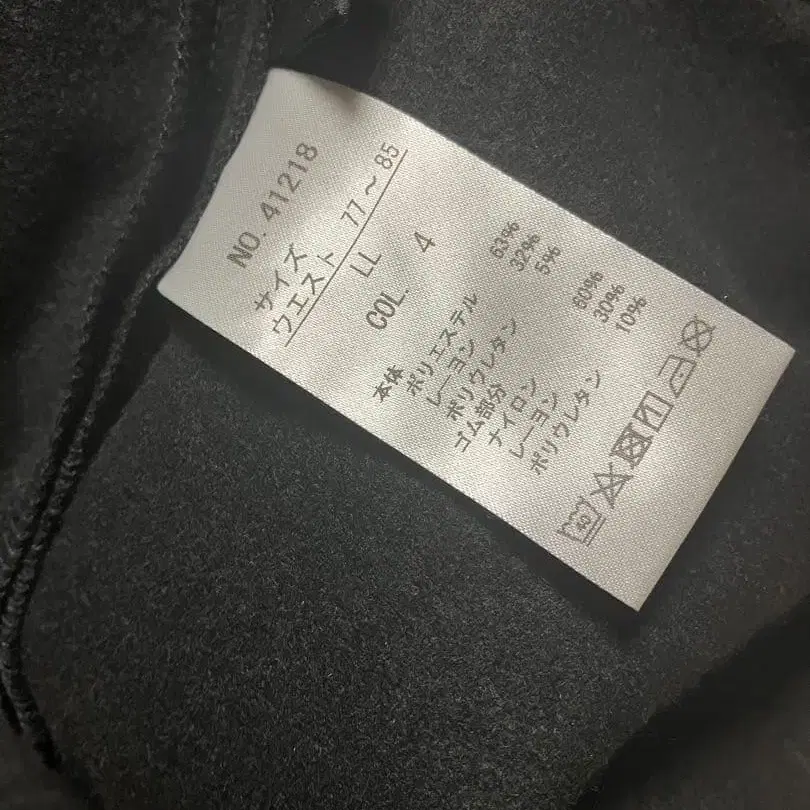 NO. 41218
サイズ
ウエスト 77～85
LL
COL. 4
本体
ポリエステル 63%
レーヨン 32%
ポリウレタン 5%
ゴム部分
ナイロン 60%
レーヨン 30%
ポリウレタン 10%
40